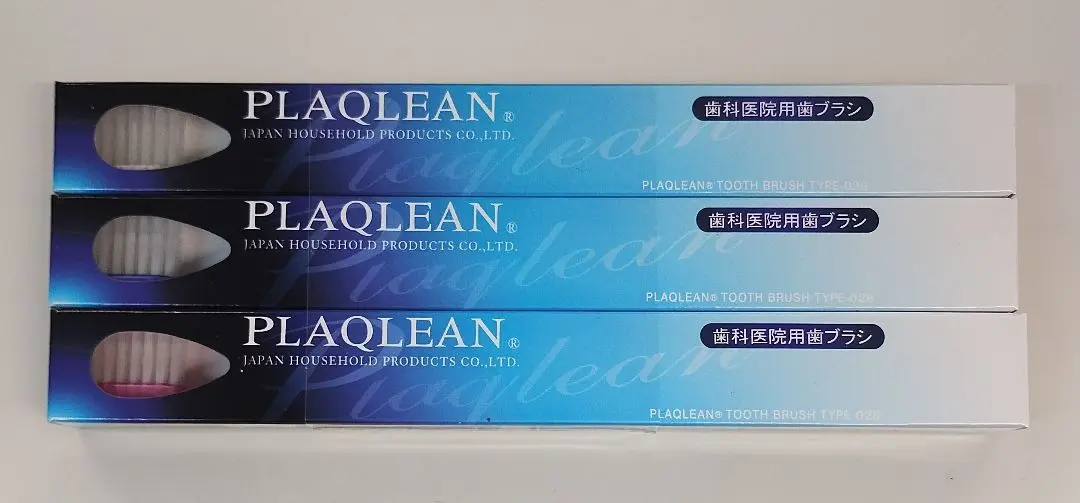 PLAQLEAN®
JAPAN HOUSEHOLD PRODUCTS CO.,LTD.
Plaqlean
歯科医院用歯ブラシ
PLAQLEAN® TOOTH BRUSH TYPE-028
PLAQLEAN®
JAPAN HOUSEHOLD PRODUCTS CO.,LTD.
Plaqlean
歯科医院用歯ブラシ
PLAQLEAN® TOOTH BRUSH TYPE-028
PLAQLEAN®
JAPAN HOUSEHOLD PRODUCTS CO.,LTD.
Plaqlean
歯科医院用歯ブラシ
PLAQLEAN® TOOTH BRUSH TYPE-028